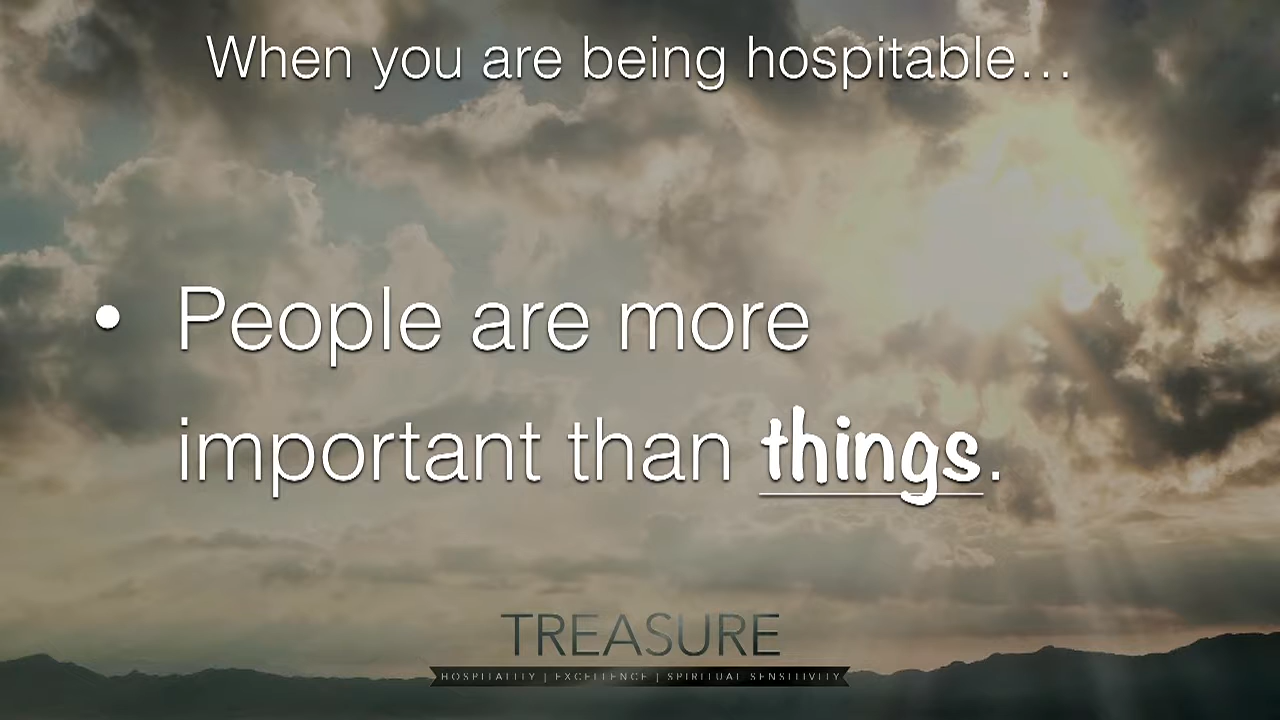 When you are being hospitable…
• People are more
important than things.
TREASURE
HOSPITALITY | EXCELLENCE | SPIRITUAL SENSITIVITY